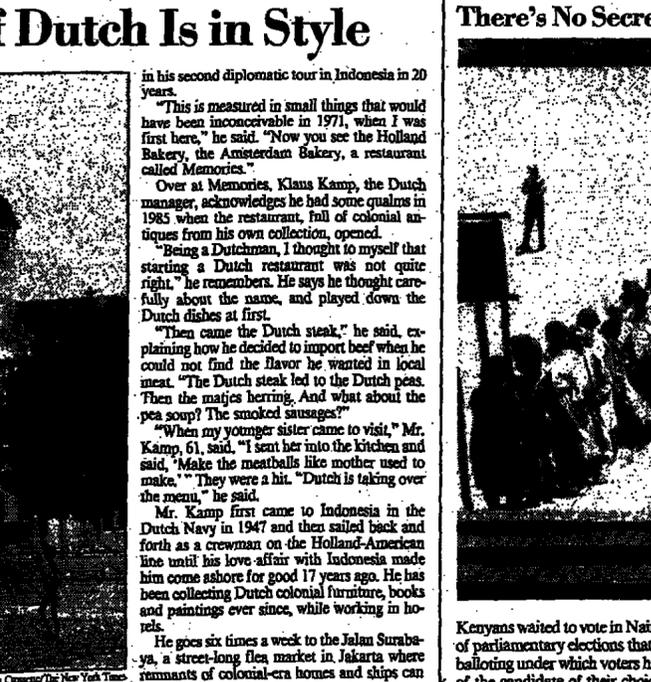 f Dutch Is in Style
in his second diplomatic tour in Indonesia in 20
years.
"This is measured in small things that would
have been inconceivable in 1971, when I was
first here," he said. "Now you see the Holland
Bakery, the Amsterdam Bakery, a restaurant
called Memories."
Over at Memories, Klaus Kamp, the Dutch
manager, acknowledges he had some qualms in
1985 when the restaurant, full of colonial an-
tiques from his own collection, opened.
"Being a Dutchman, I thought to myself that
starting a Dutch restaurant was not quite
right," he remembers. He says he thought care-
fully about the name, and played down the
Dutch dishes at first.
"Then came the Dutch steak," he said, ex-
plaining how he decided to import beef when he
could not find the flavor he wanted in local
meat. "The Dutch steak led to the Dutch peas.
Then the matjes herring. And what about the
pea soup? The smoked sausages?"
"When my younger sister came to visit," Mr.
Kamp, 61, said, "I sent her into the kitchen and
said, 'Make the meatballs like mother used to
make.' " They were a hit. "Dutch is taking over
the menu," he said.
Mr. Kamp first came to Indonesia in the
Dutch Navy in 1947 and then sailed back and
forth as a crewman on the Holland-American
line until his love affair with Indonesia made
him come ashore for good 17 years ago. He has
been collecting Dutch colonial furniture, books
and paintings ever since, while working in ho-
tels.
He goes six times a week to the Jalan Suraba-
ya, a street-long flea market in Jakarta where
remnants of colonial-era homes and ships can
The New York Times
There's No Secre
Kenyans waited to vote in Nai
of parliamentary elections that
balloting under which voters h
of the candidate of their choi